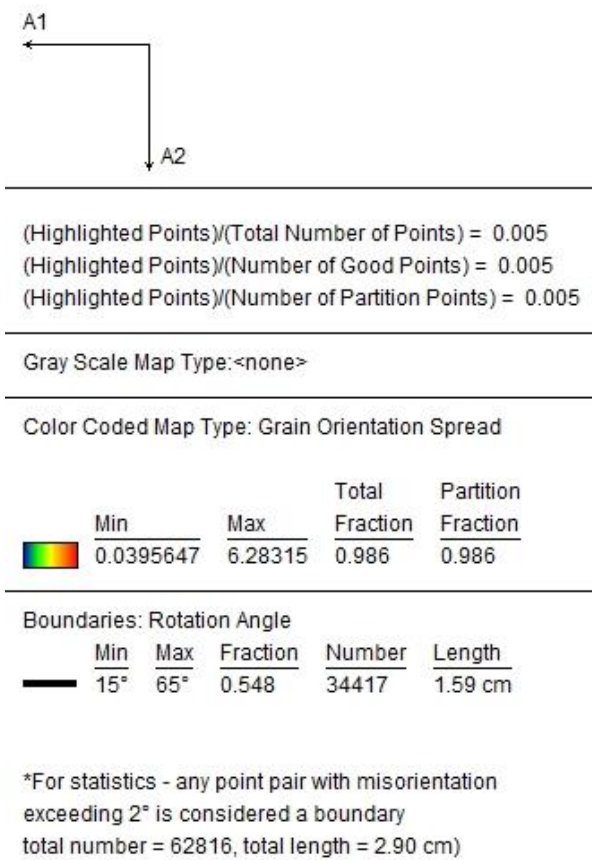 A1
A2
(Highlighted Points)/(Total Number of Points) = 0.005
(Highlighted Points)/(Number of Good Points) = 0.005
(Highlighted Points)/(Number of Partition Points) = 0.005
Gray Scale Map Type:<none>
Color Coded Map Type: Grain Orientation Spread
Total Partition
Min Max Fraction Fraction
0.0395647 6.28315 0.986 0.986
Boundaries: Rotation Angle
Min Max Fraction Number Length
15° 65° 0.548 34417 1.59 cm
*For statistics - any point pair with misorientation
exceeding 2° is considered a boundary
total number = 62816, total length = 2.90 cm)